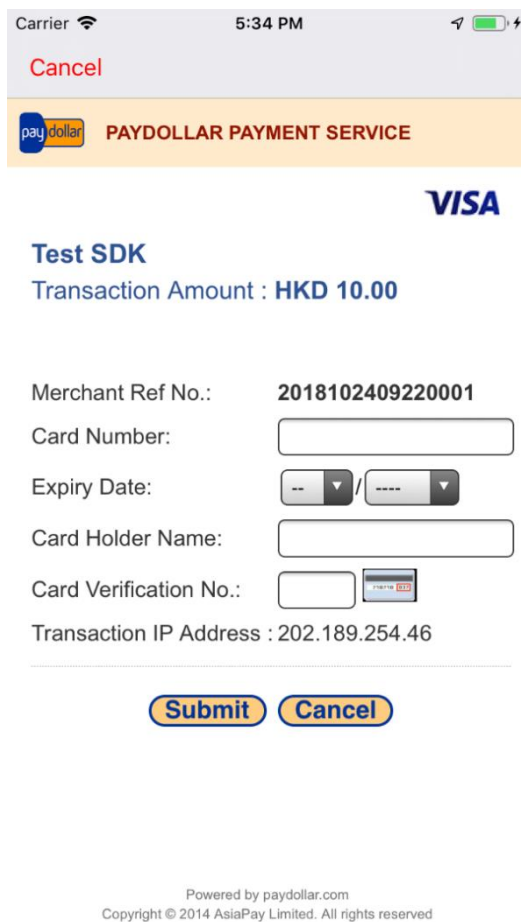 Carrier 5:34 PM
Cancel
paydollar PAYDOLLAR PAYMENT SERVICE
VISA
Test SDK
Transaction Amount : HKD 10.00
Merchant Ref No.: 2018102409220001
Card Number:
Expiry Date: -- / ----
Card Holder Name:
Card Verification No.:
Transaction IP Address : 202.189.254.46
Submit Cancel
Powered by paydollar.com
Copyright © 2014 AsiaPay Limited. All rights reserved